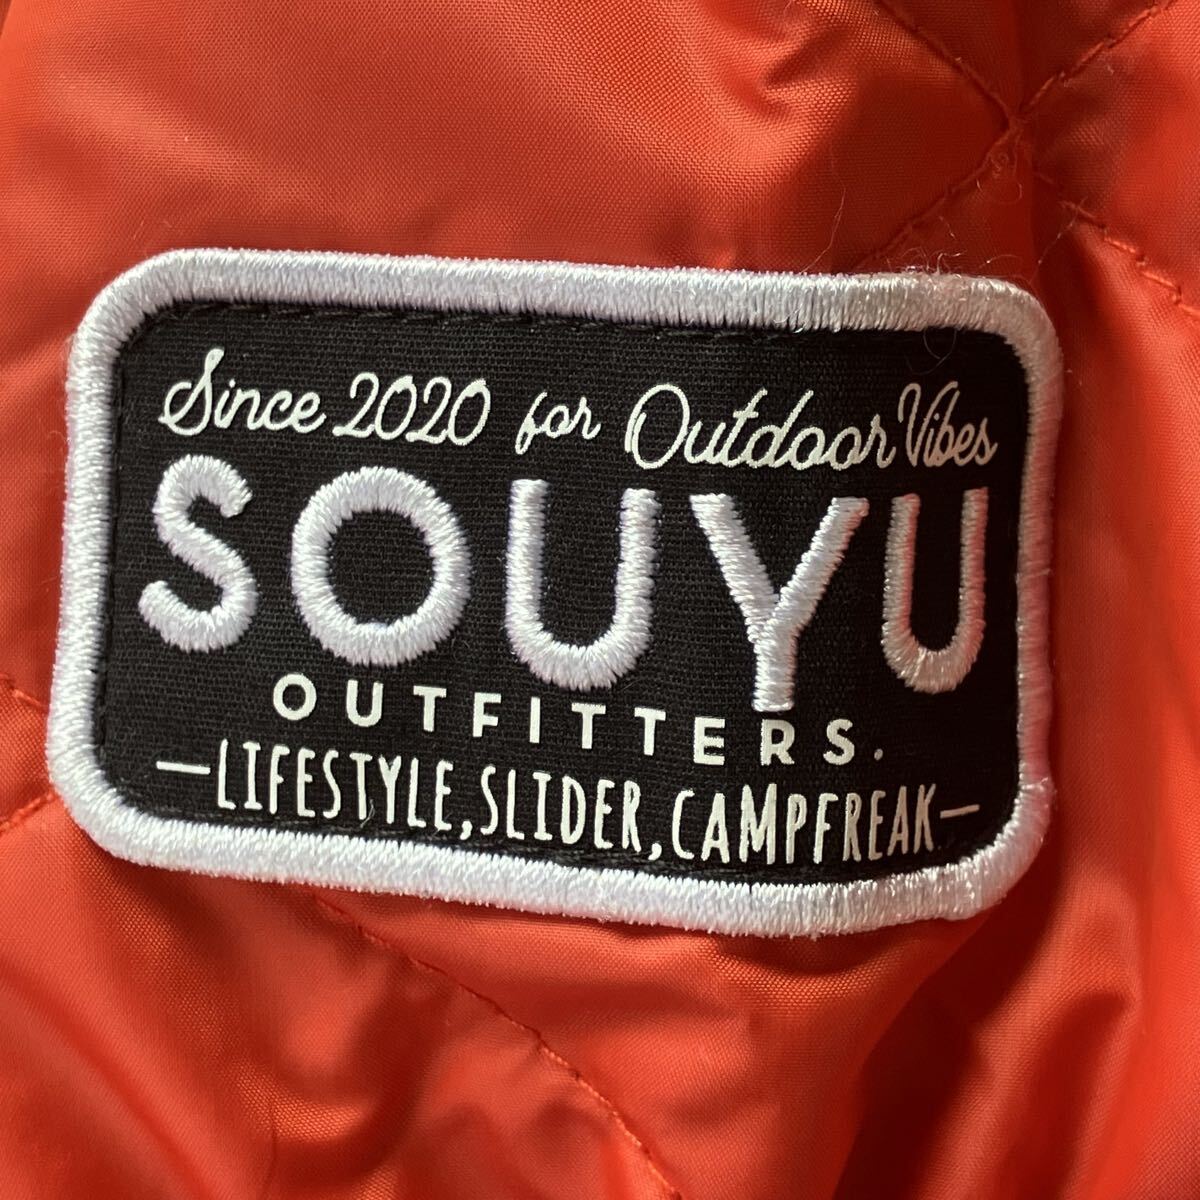 Since 2020 for Outdoor Vibes
SOUYU
OUTFITTERS.
—LIFESTYLE,SLIDER,CAMPFREAK—